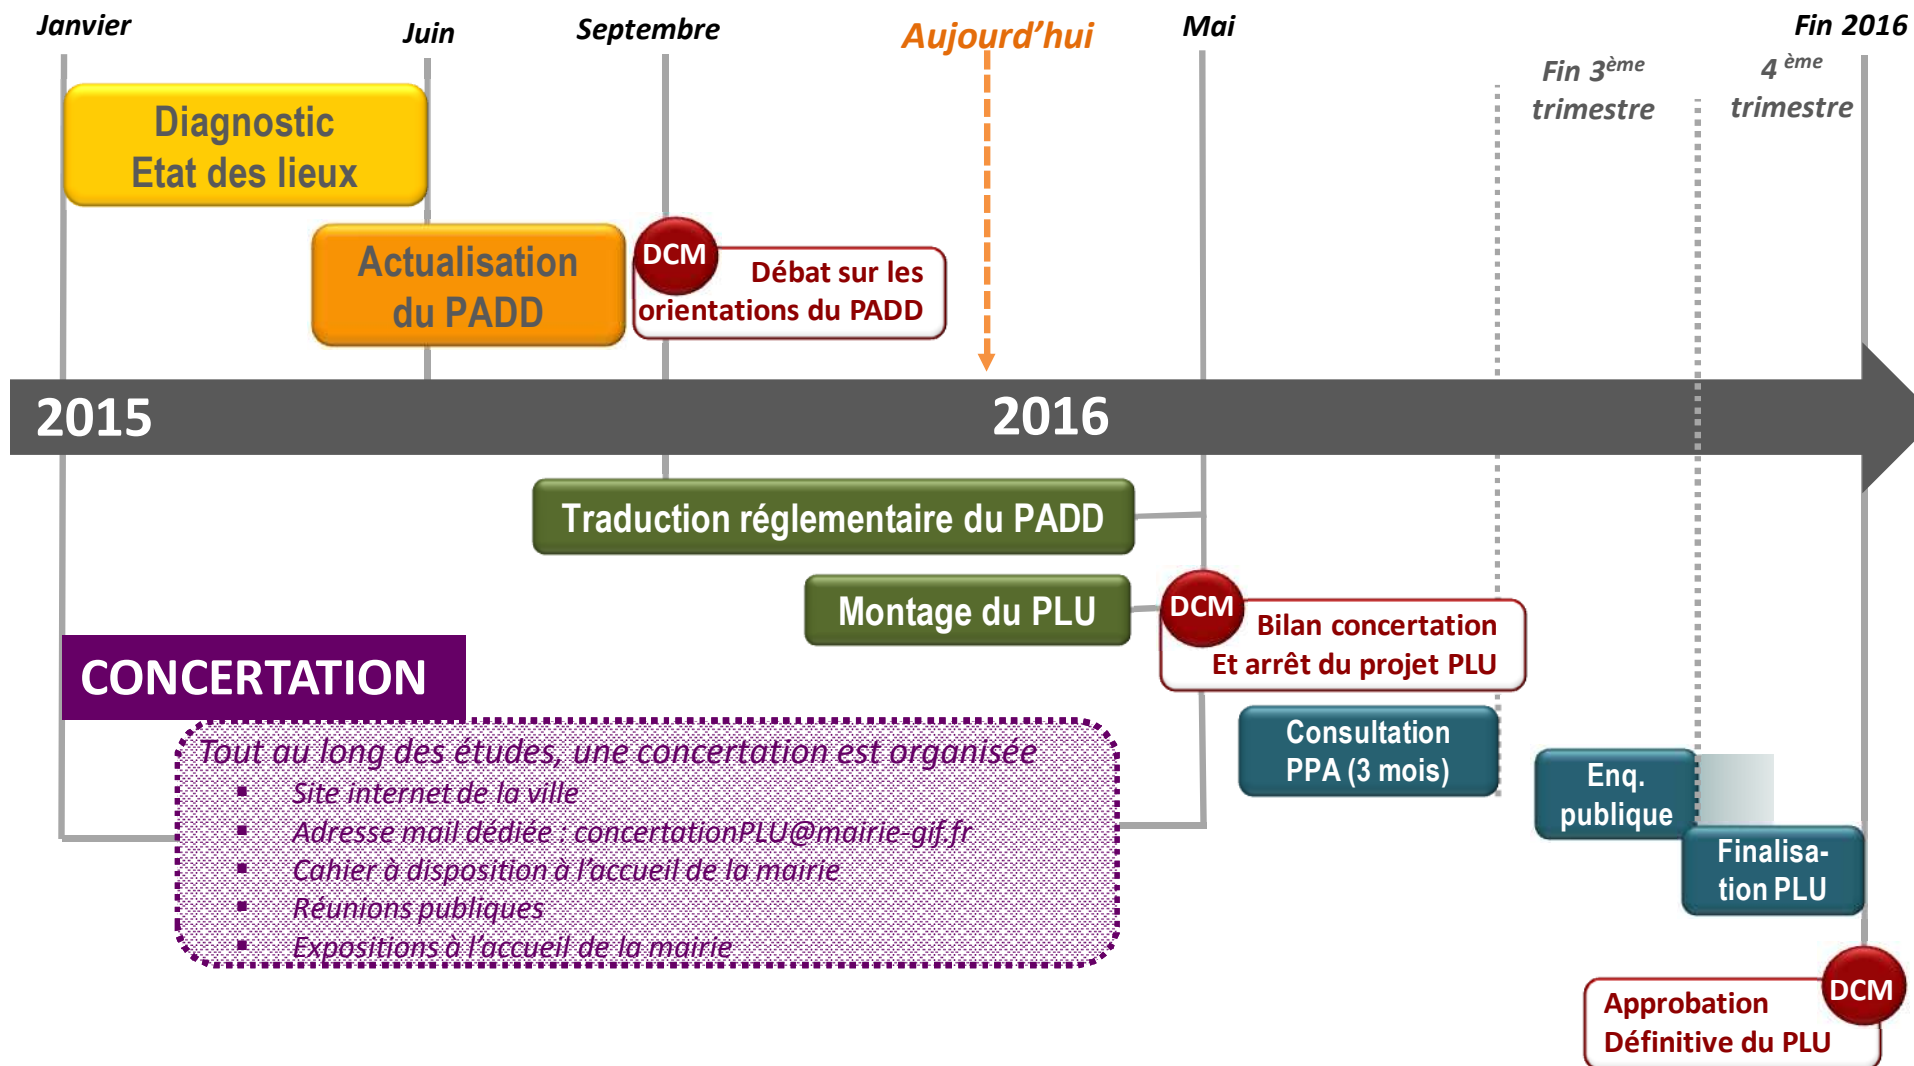 Janvier
Juin
Septembre
Aujourd’hui
Mai
Fin 2016
Fin 3ème
trimestre
4 ème
trimestre
Diagnostic
Etat des lieux
Actualisation
du PADD
DCM
Débat sur les
orientations du PADD
2015
2016
Traduction réglementaire du PADD
Montage du PLU
DCM
Bilan concertation
Et arrêt du projet PLU
CONCERTATION
Tout au long des études, une concertation est organisée
▪ Site internet de la ville
▪ Adresse mail dédiée : concertationPLU@mairie-gif.fr
▪ Cahier à disposition à l’accueil de la mairie
▪ Réunions publiques
▪ Expositions à l’accueil de la mairie
Consultation
PPA (3 mois)
Enq.
publique
Finalisa-
tion PLU
DCM
Approbation
Définitive du PLU